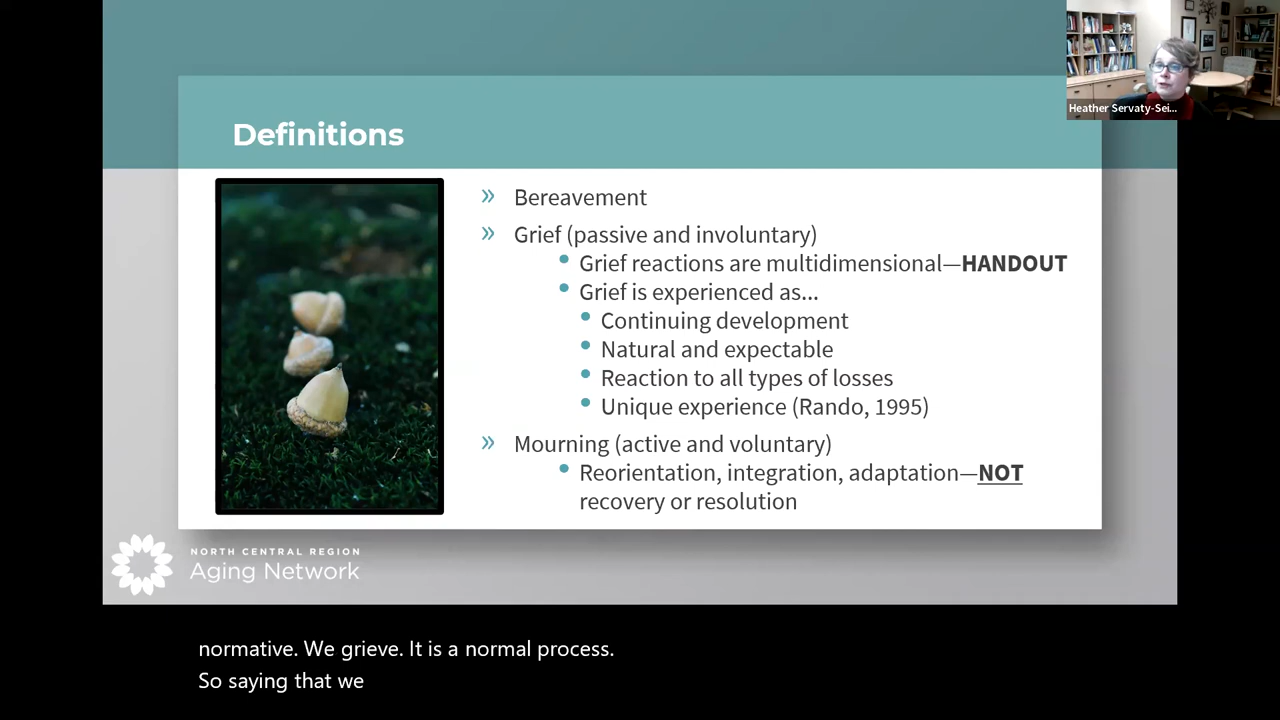 Heather Servaty-Sei...
Definitions
Bereavement
Grief (passive and involuntary)
Grief reactions are multidimensional—HANDOUT
Grief is experienced as...
Continuing development
Natural and expectable
Reaction to all types of losses
Unique experience (Rando, 1995)
Mourning (active and voluntary)
Reorientation, integration, adaptation—NOT
recovery or resolution
NORTH CENTRAL REGION
Aging Network
normative. We grieve. It is a normal process.
So saying that we